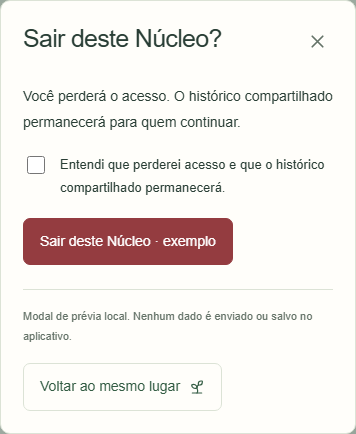 Sair deste Núcleo?
Você perderá o acesso. O histórico compartilhado
permanecerá para quem continuar.
Entendi que perderei acesso e que o histórico
compartilhado permanecerá.
Sair deste Núcleo · exemplo
Modal de prévia local. Nenhum dado é enviado ou salvo no
aplicativo.
Voltar ao mesmo lugar